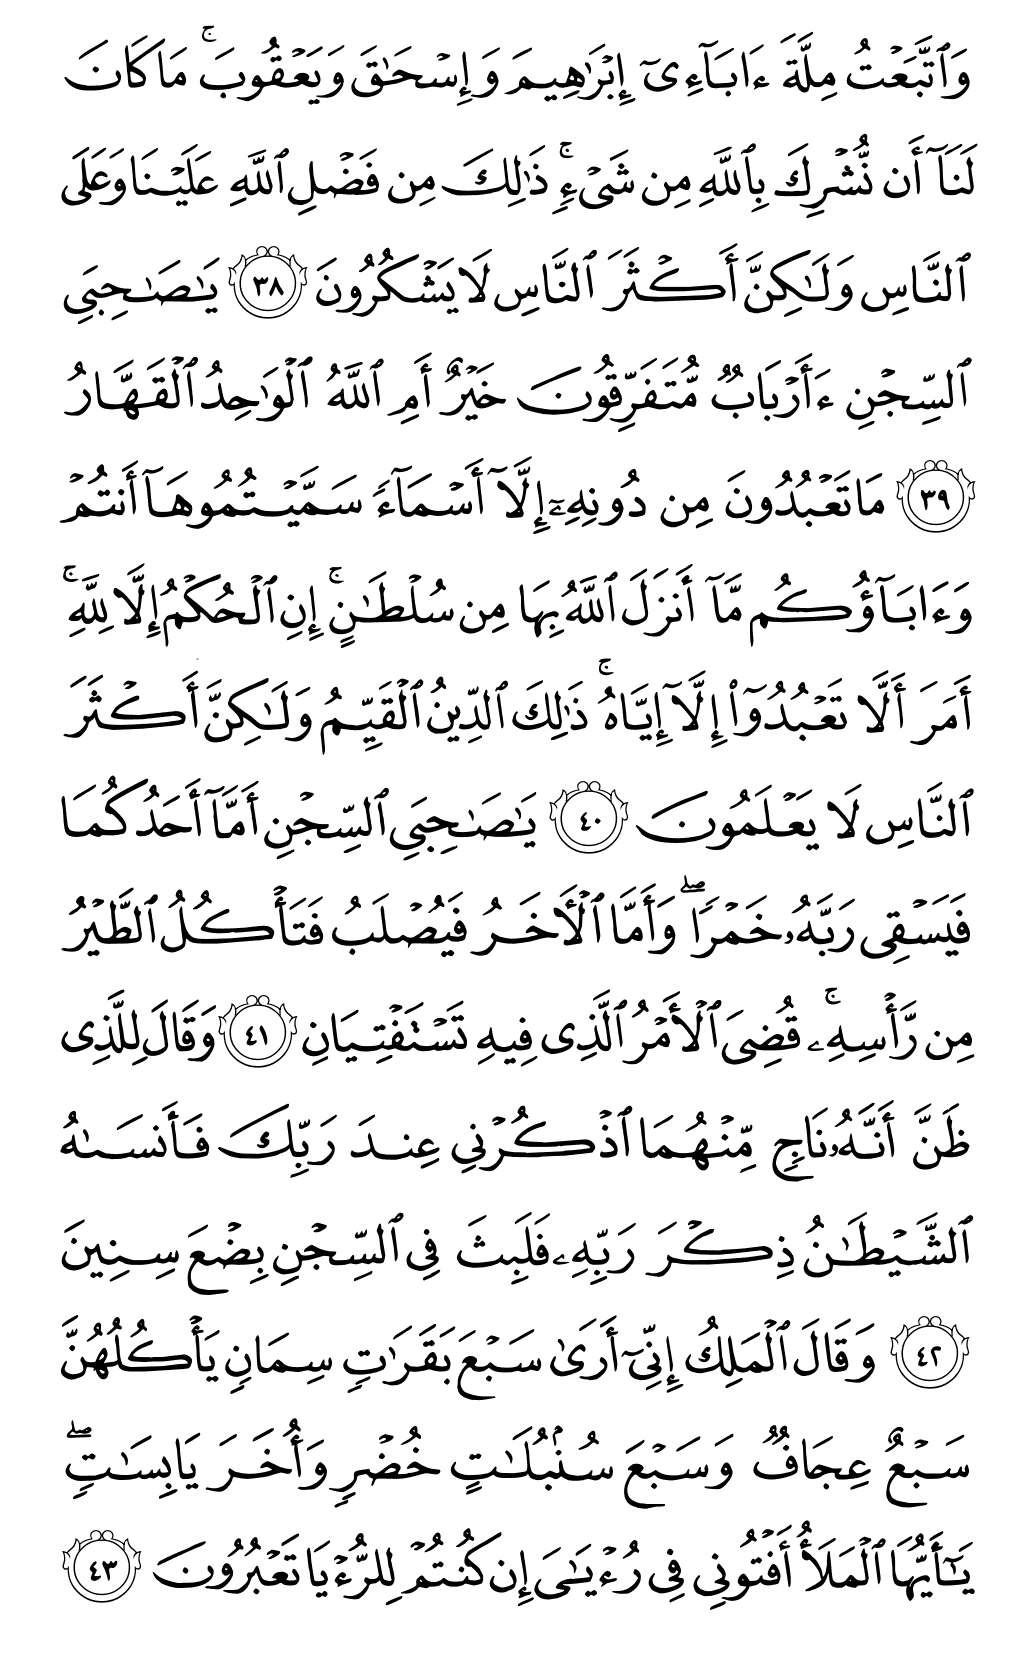 وَٱتَّبَعۡتُ مِلَّةَ ءَابَآءِيٓ إِبۡرَٰهِيمَ وَإِسۡحَٰقَ وَيَعۡقُوبَۚ مَا كَانَ
لَنَآ أَن نُّشۡرِكَ بِٱللَّهِ مِن شَيۡءٖۚ ذَٰلِكَ مِن فَضۡلِ ٱللَّهِ عَلَيۡنَا وَعَلَى
ٱلنَّاسِ وَلَٰكِنَّ أَكۡثَرَ ٱلنَّاسِ لَا يَشۡكُرُونَ ٣٨ يَٰصَٰحِبَيِ
ٱلسِّجۡنِ ءَأَرۡبَابٞ مُّتَفَرِّقُونَ خَيۡرٌ أَمِ ٱللَّهُ ٱلۡوَٰحِدُ ٱلۡقَهَّارُ
٣٩ مَا تَعۡبُدُونَ مِن دُونِهِۦٓ إِلَّآ أَسۡمَآءٗ سَمَّيۡتُمُوهَآ أَنتُمۡ
وَءَابَآؤُكُم مَّآ أَنزَلَ ٱللَّهُ بِهَا مِن سُلۡطَٰنٍۚ إِنِ ٱلۡحُكۡمُ إِلَّا لِلَّهِۚ
أَمَرَ أَلَّا تَعۡبُدُوٓاْ إِلَّآ إِيَّاهُۚ ذَٰلِكَ ٱلدِّينُ ٱلۡقَيِّمُ وَلَٰكِنَّ أَكۡثَرَ
ٱلنَّاسِ لَا يَعۡلَمُونَ ٤٠ يَٰصَٰحِبَيِ ٱلسِّجۡنِ أَمَّآ أَحَدُكُمَا
فَيَسۡقِي رَبَّهُۥ خَمۡرٗاۖ وَأَمَّا ٱلۡأٓخَرُ فَيُصۡلَبُ فَتَأۡكُلُ ٱلطَّيۡرُ
مِن رَّأۡسِهِۦۚ قُضِيَ ٱلۡأَمۡرُ ٱلَّذِي فِيهِ تَسۡتَفۡتِيَانِ ٤١ وَقَالَ لِلَّذِي
ظَنَّ أَنَّهُۥ نَاجٖ مِّنۡهُمَا ٱذۡكُرۡنِي عِندَ رَبِّكَ فَأَنسَىٰهُ
ٱلشَّيۡطَٰنُ ذِكۡرَ رَبِّهِۦ فَلَبِثَ فِي ٱلسِّجۡنِ بِضۡعَ سِنِينَ
٤٢ وَقَالَ ٱلۡمَلِكُ إِنِّيٓ أَرَىٰ سَبۡعَ بَقَرَٰتٖ سِمَانٖ يَأۡكُلُهُنَّ
سَبۡعٌ عِجَافٞ وَسَبۡعَ سُنۢبُلَٰتٍ خُضۡرٖ وَأُخَرَ يَابِسَٰتٖۖ
يَٰٓأَيُّهَا ٱلۡمَلَأُ أَفۡتُونِي فِي رُءۡيَٰيَ إِن كُنتُمۡ لِلرُّءۡيَا تَعۡبُرُونَ ٤٣